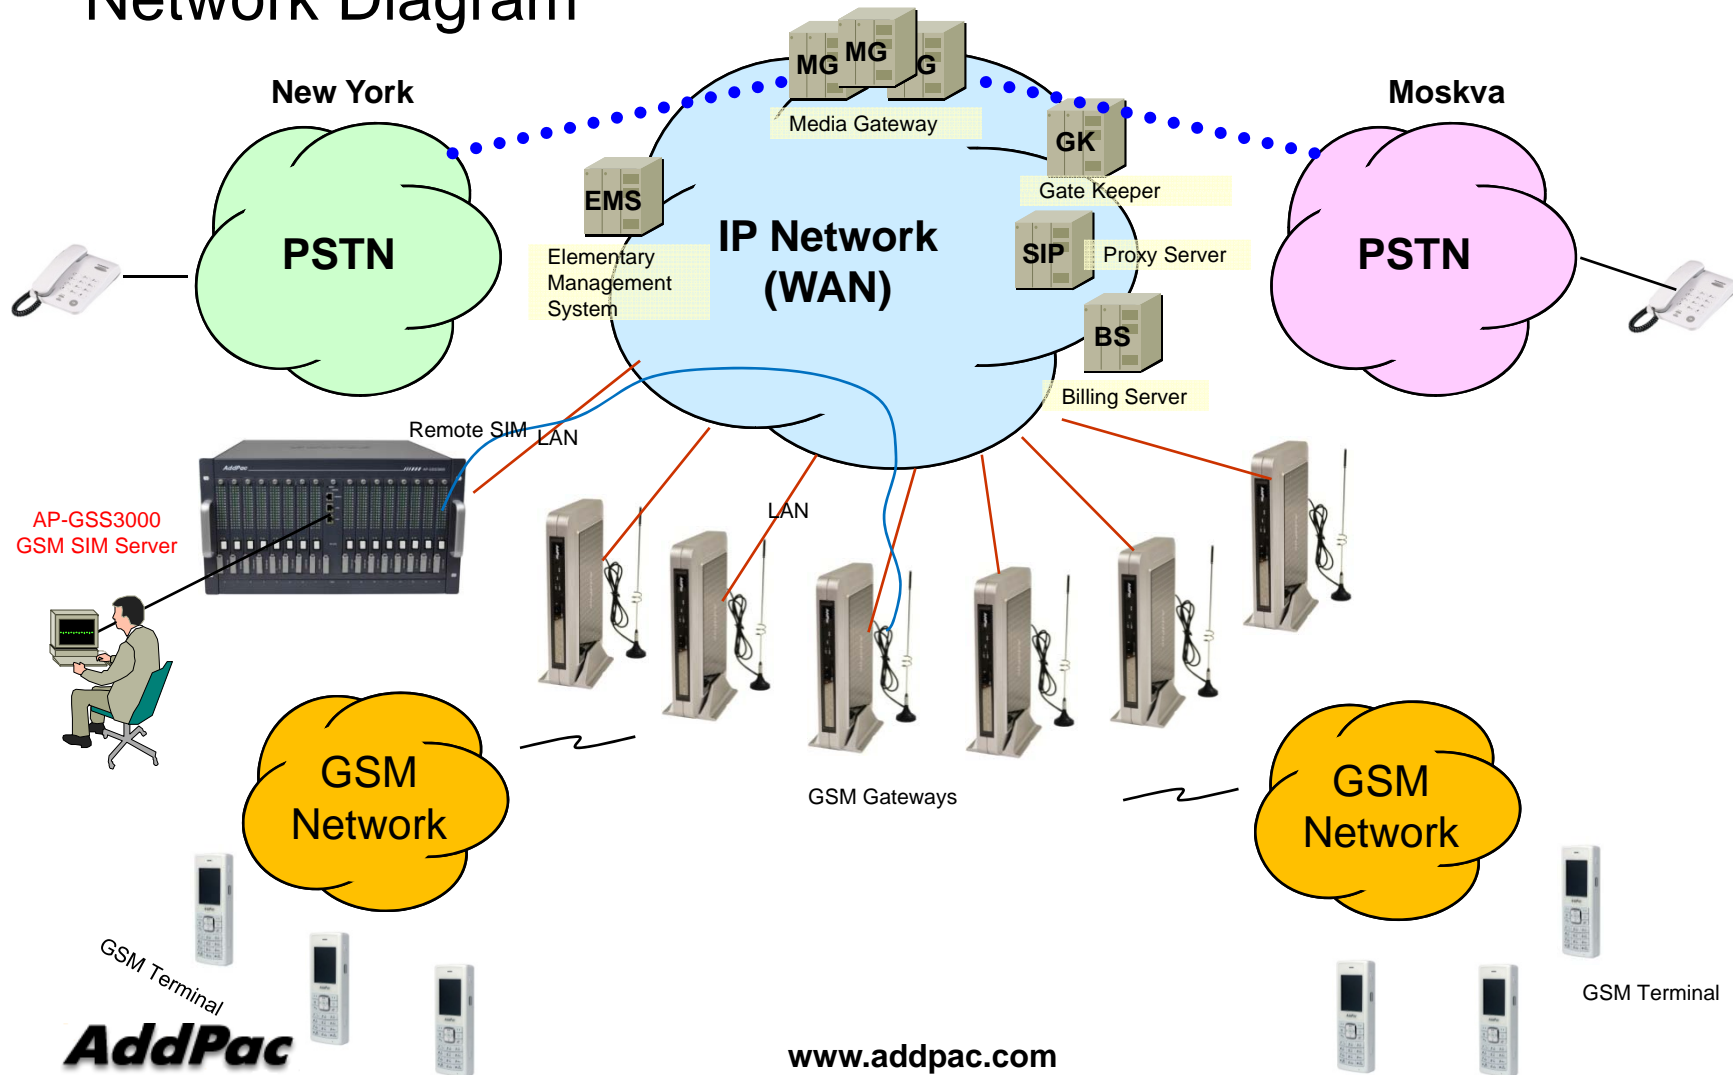 Network Diagram
New York
MG
MG
G
Media Gateway
Moskva
GK
Gate Keeper
EMS
Elementary
Management
System
PSTN
IP Network
(WAN)
SIP
Proxy Server
PSTN
BS
Billing Server
Remote SIM
LAN
AddPac
AP-GSS3000
GSM SIM Server
LAN
GSM
Network
GSM Gateways
GSM
Network
GSM Terminal
GSM Terminal
AddPac
www.addpac.com